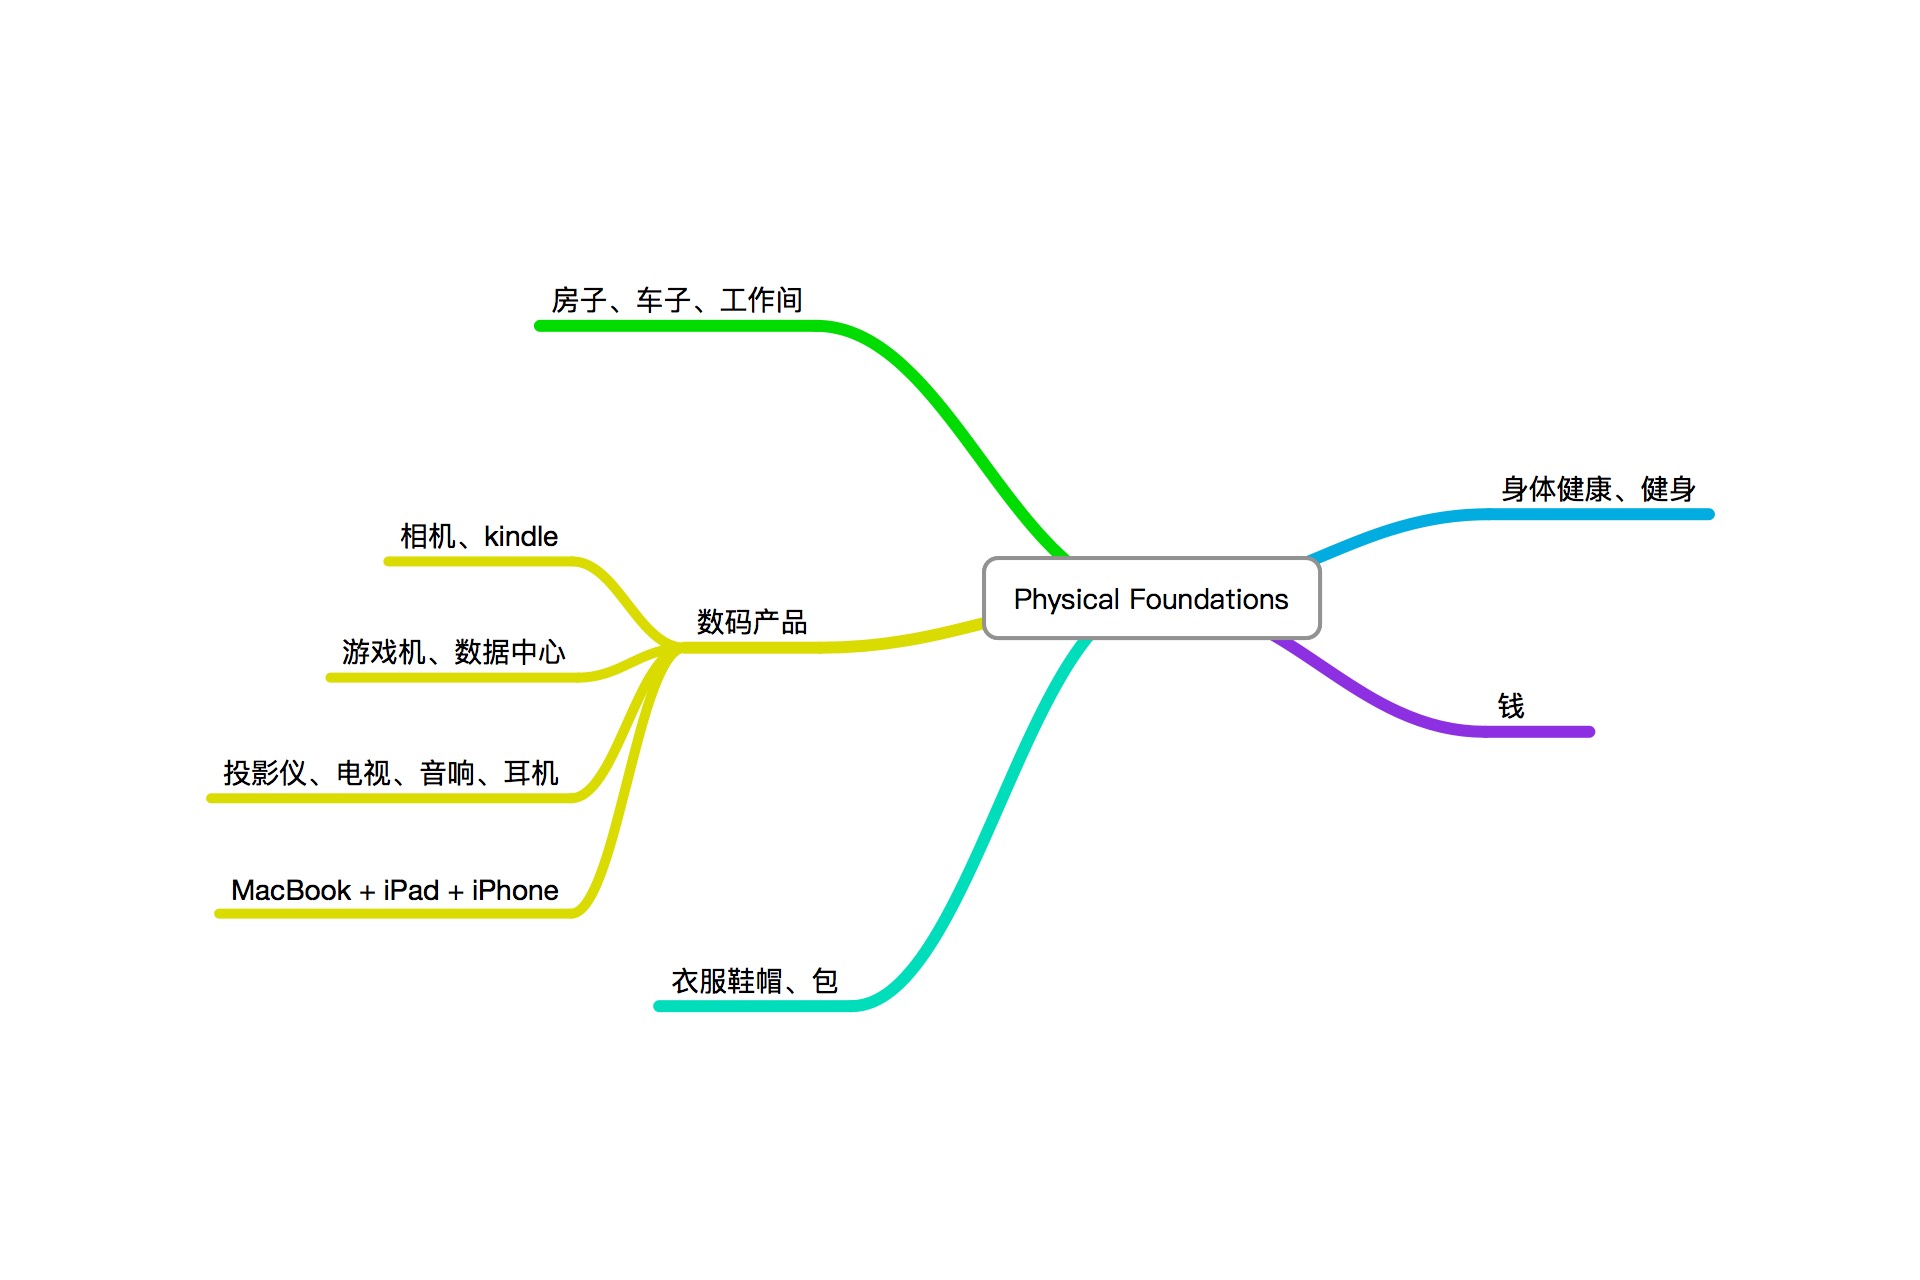 房子、车子、工作间
身体健康、健身
相机、kindle
Physical Foundations
数码产品
游戏机、数据中心
钱
投影仪、电视、音响、耳机
MacBook + iPad + iPhone
衣服鞋帽、包